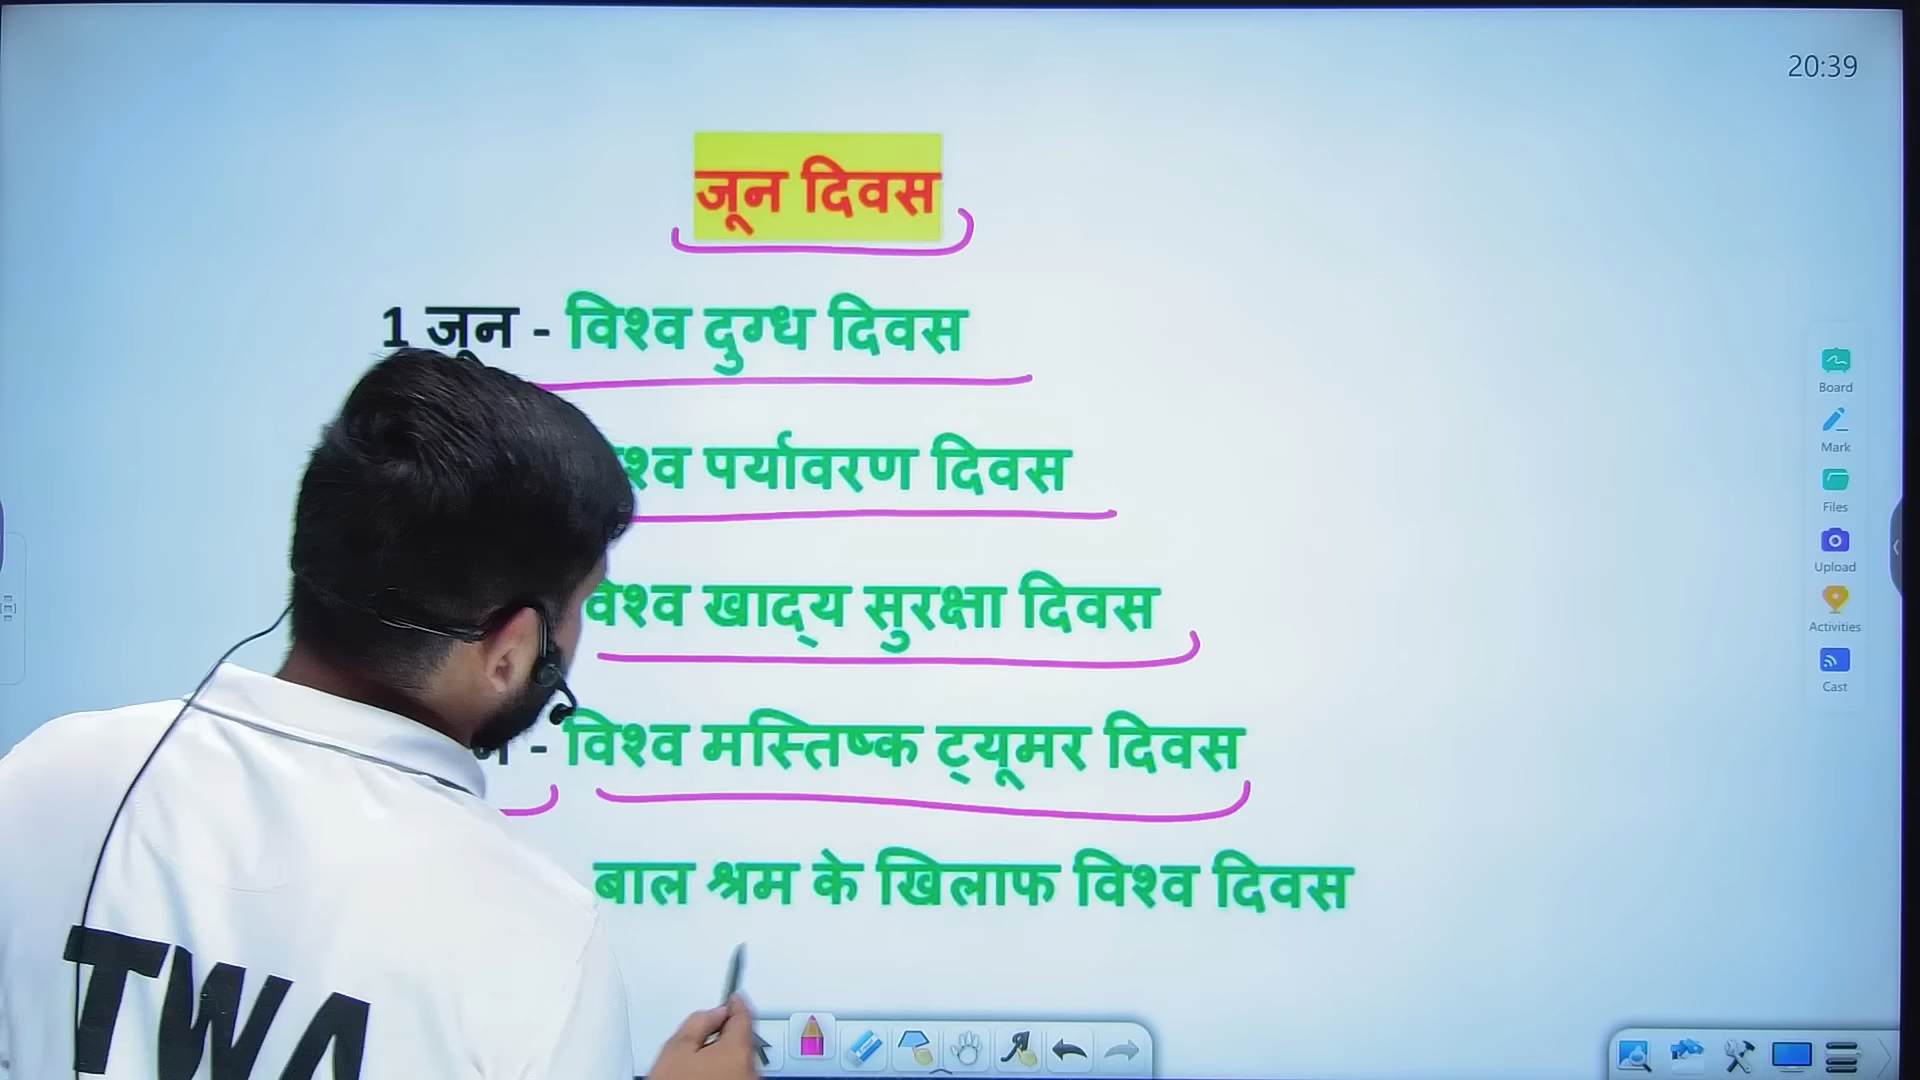 20:39
जून दिवस
1 जून - विश्व दुग्ध दिवस
पर्यावरण दिवस
विश्व खाद्य सुरक्षा दिवस
- विश्व मस्तिष्क ट्यूमर दिवस
बाल श्रम के खिलाफ विश्व दिवस
Board
Mark
Files
Upload
Activities
Cast
TWA